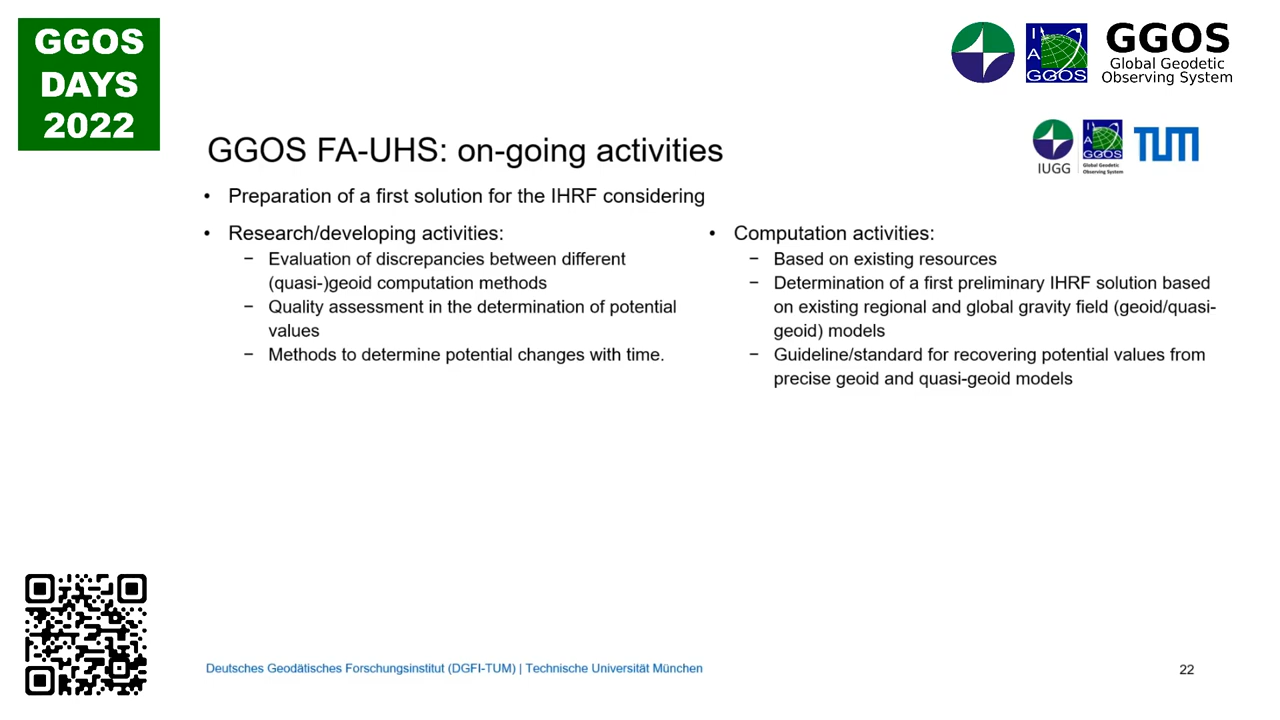 GGOS
DAYS
2022
I
A
GGOS
GGOS
Global Geodetic
Observing System
GGOS FA-UHS: on-going activities
IUGG
I
A
GGOS
Global Geodetic
Observing System
TUM
• Preparation of a first solution for the IHRF considering
• Research/developing activities:
− Evaluation of discrepancies between different
(quasi-)geoid computation methods
− Quality assessment in the determination of potential
values
− Methods to determine potential changes with time.
• Computation activities:
− Based on existing resources
− Determination of a first preliminary IHRF solution based
on existing regional and global gravity field (geoid/quasi-
geoid) models
− Guideline/standard for recovering potential values from
precise geoid and quasi-geoid models
Deutsches Geodätisches Forschungsinstitut (DGFI-TUM) | Technische Universität München
22